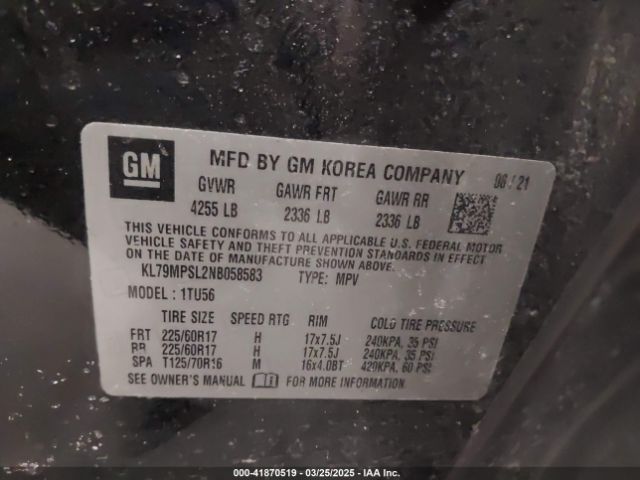 GM
MFD BY GM KOREA COMPANY 06 / 21
GVWR GAWR FRT GAWR RR
4255 LB 2336 LB 2336 LB
THIS VEHICLE CONFORMS TO ALL APPLICABLE U.S. FEDERAL MOTOR
VEHICLE SAFETY AND THEFT PREVENTION STANDARDS IN EFFECT
ON THE DATE OF MANUFACTURE SHOWN ABOVE.
KL79MPSL2NB058583 TYPE: MPV
MODEL : 1TU56
TIRE SIZE SPEED RTG RIM COLD TIRE PRESSURE
FRT 225/60R17 H 17x7.5J 240KPA, 35 PSI
RR 225/60R17 H 17x7.5J 240KPA, 35 PSI
SPA T125/70R16 M 16x4.0BT 420KPA, 60 PSI
SEE OWNER'S MANUAL FOR MORE INFORMATION.
000-41870519 | 03/25/2025 | IAA Inc.